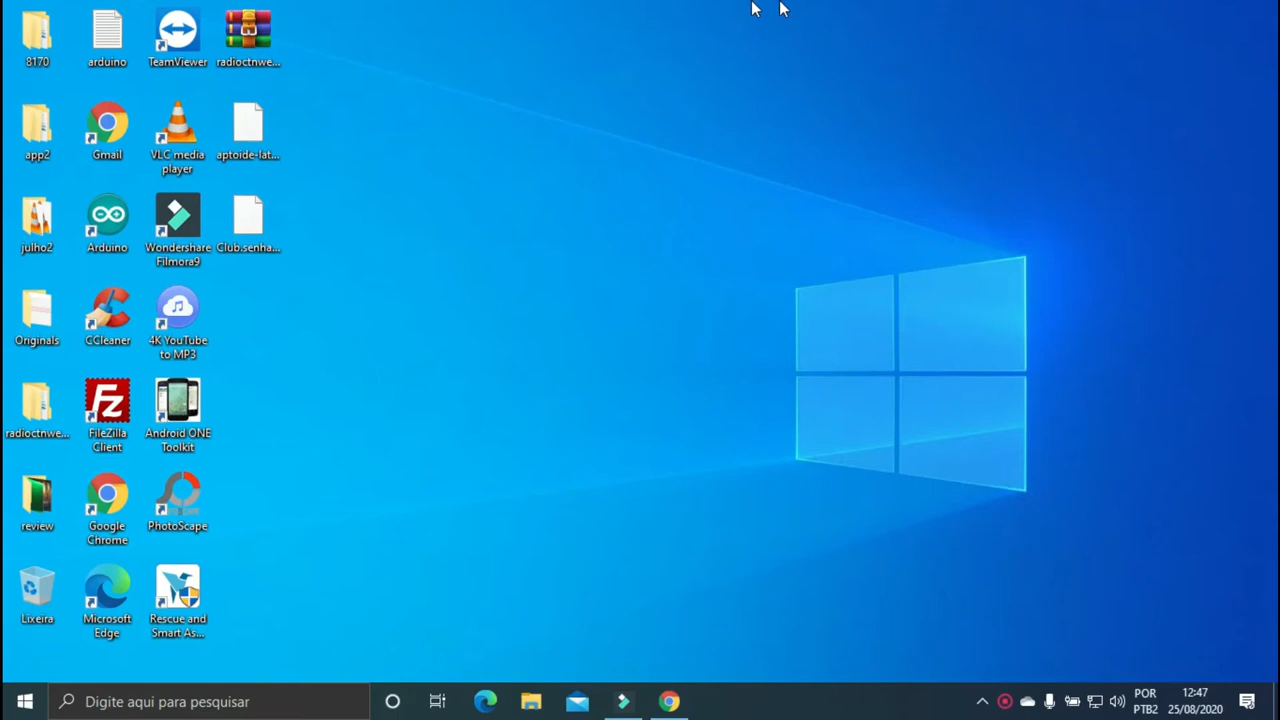 8170
arduino
TeamViewer
radioctnwe...
app2
Gmail
VLC media
player
aptoide-lat...
julho2
Arduino
Wondershare
Filmora9
Club.senha...
Originals
CCleaner
4K YouTube
to MP3
radioctnwe...
FileZilla
Client
Android ONE
Toolkit
review
Google
Chrome
PhotoScape
Lixeira
Microsoft
Edge
Rescue and
Smart As...
Digite aqui para pesquisar
POR
PTB2
12:47
25/08/2020